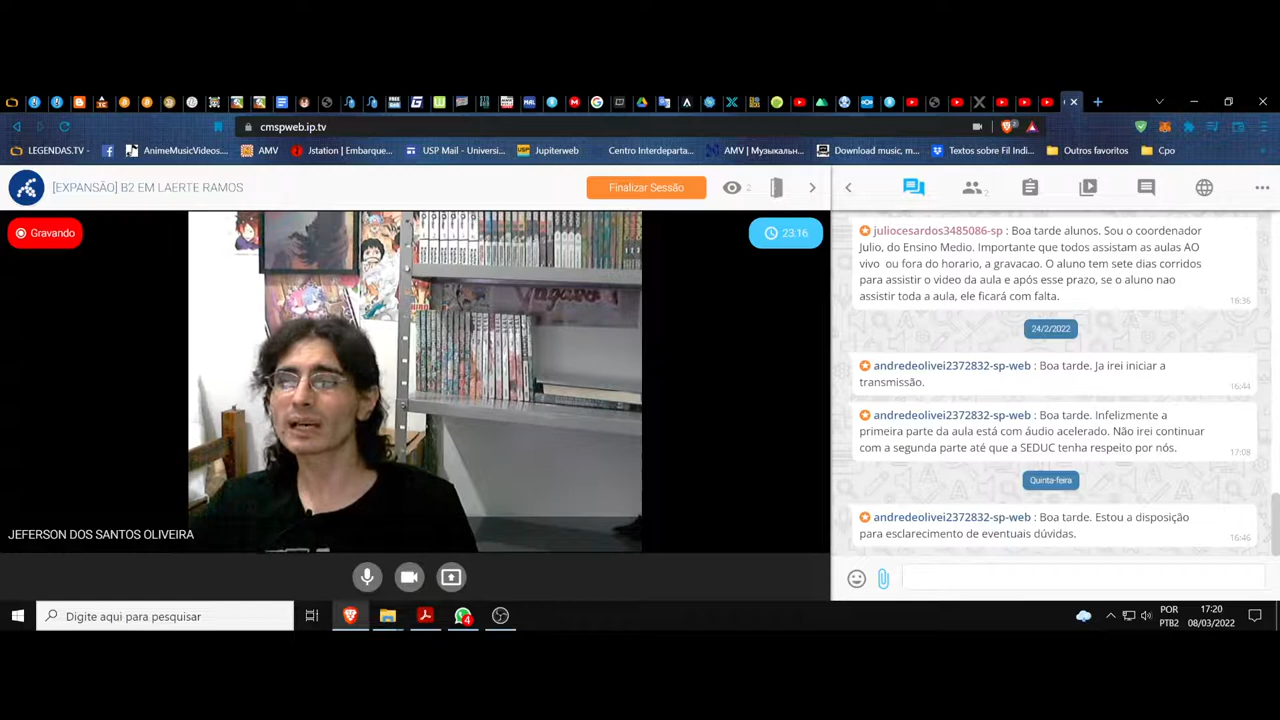 cmspweb.ip.tv
2
LEGENDAS.TV - AnimeMusicVideos... AMV Jstation | Embarque... USP Mail - Universi... Jupiterweb Centro Interdeparta... AMV | Музыкальн... Download music, m... Textos sobre Fil Indi... Outros favoritos Cpo
[EXPANSÃO] B2 EM LAERTE RAMOS
Finalizar Sessão
2
2
Gravando
23:16
JEFERSON DOS SANTOS OLIVEIRA
juliocesardos3485086-sp : Boa tarde alunos. Sou o coordenador
Julio, do Ensino Medio. Importante que todos assistam as aulas AO
vivo ou fora do horario, a gravacao. O aluno tem sete dias corridos
para assistir o video da aula e após esse prazo, se o aluno nao
assistir toda a aula, ele ficará com falta.
18:36
24/2/2022
andredeolivei2372832-sp-web : Boa tarde. Ja irei iniciar a
transmissão.
16:44
andredeolivei2372832-sp-web : Boa tarde. Infelizmente a
primeira parte da aula está com áudio acelerado. Não irei continuar
com a segunda parte até que a SEDUC tenha respeito por nós.
17:08
Quinta-feira
andredeolivei2372832-sp-web : Boa tarde. Estou a disposição
para esclarecimento de eventuais dúvidas.
16:46
Digite aqui para pesquisar
4
POR
PTB2
17:20
08/03/2022